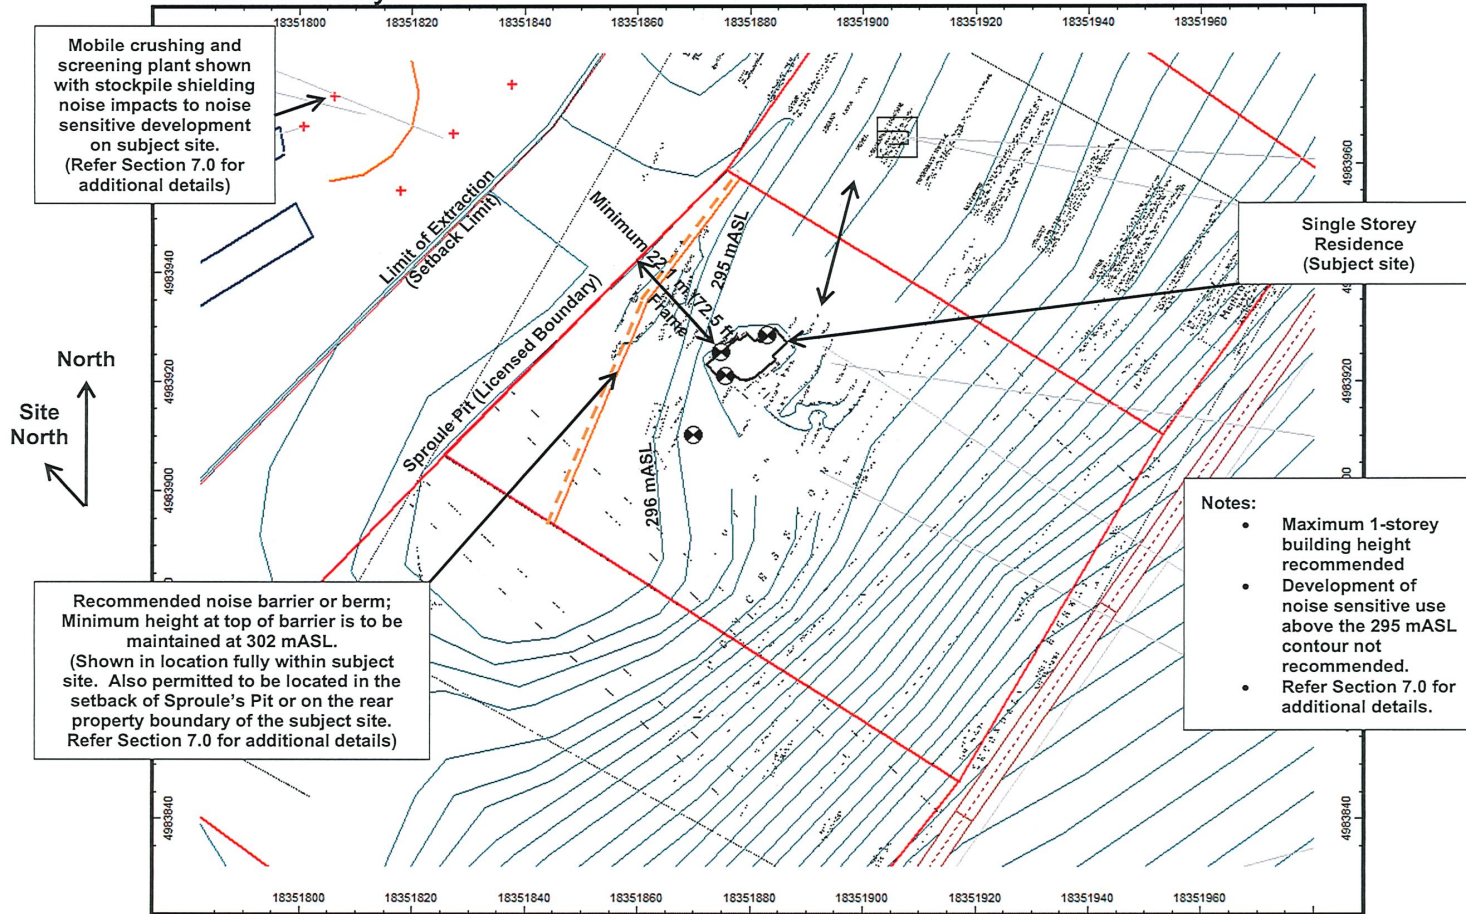 18351800 18351820 18351840 18351860 18351880 18351900 18351920 18351940 18351960
Mobile crushing and
screening plant shown
with stockpile shielding
noise impacts to noise
sensitive development
on subject site.
(Refer Section 7.0 for
additional details)
4983960
Limit of Extraction
(Setback Limit)
Minimum 22.1 m (72.5 ft)
Frame
295 mASL
Single Storey
Residence
(Subject site)
4983940
Sproule Pit (Licensed Boundary)
North
Site
North
4983920
4983920
296 mASL
4983900
Notes:
• Maximum 1-storey
building height
recommended
• Development of
noise sensitive use
above the 295 mASL
contour not
recommended.
• Refer Section 7.0 for
additional details.
Recommended noise barrier or berm;
Minimum height at top of barrier is to be
maintained at 302 mASL.
(Shown in location fully within subject
site. Also permitted to be located in the
setback of Sproule's Pit or on the rear
property boundary of the subject site.
Refer Section 7.0 for additional details)
4983840
4983840
18351800 18351820 18351840 18351860 18351880 18351900 18351920 18351940 18351960